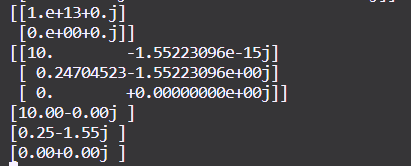 [[1.e+13+0.j]
 [0.e+00+0.j]]
[[10.        -1.55223096e-15j]
 [ 0.24704523-1.55223096e+00j]
 [ 0.        +0.00000000e+00j]]
[10.00-0.00j ]
[0.25-1.55j ]
[0.00+0.00j ]